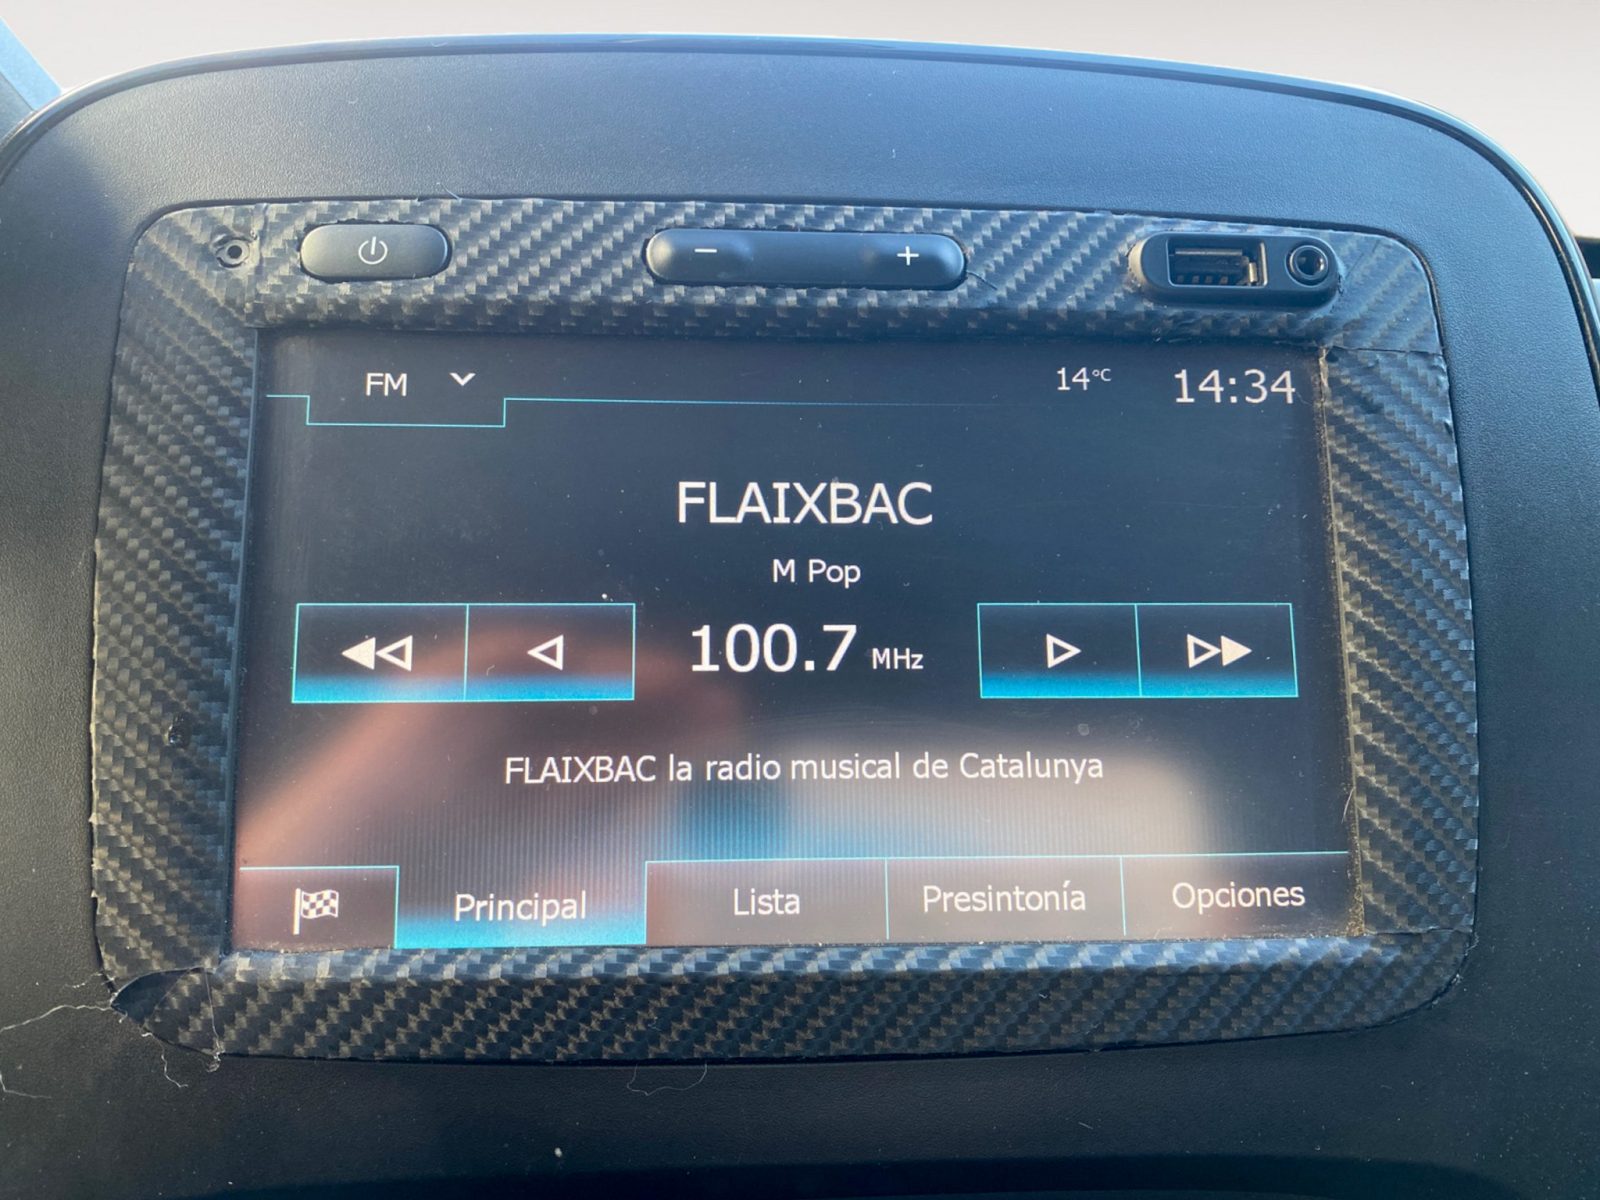 − +
FM 14°C 14:34
FLAIXBAC
M Pop
100.7 MHz
FLAIXBAC la radio musical de Catalunya
Principal Lista Presintonía Opciones